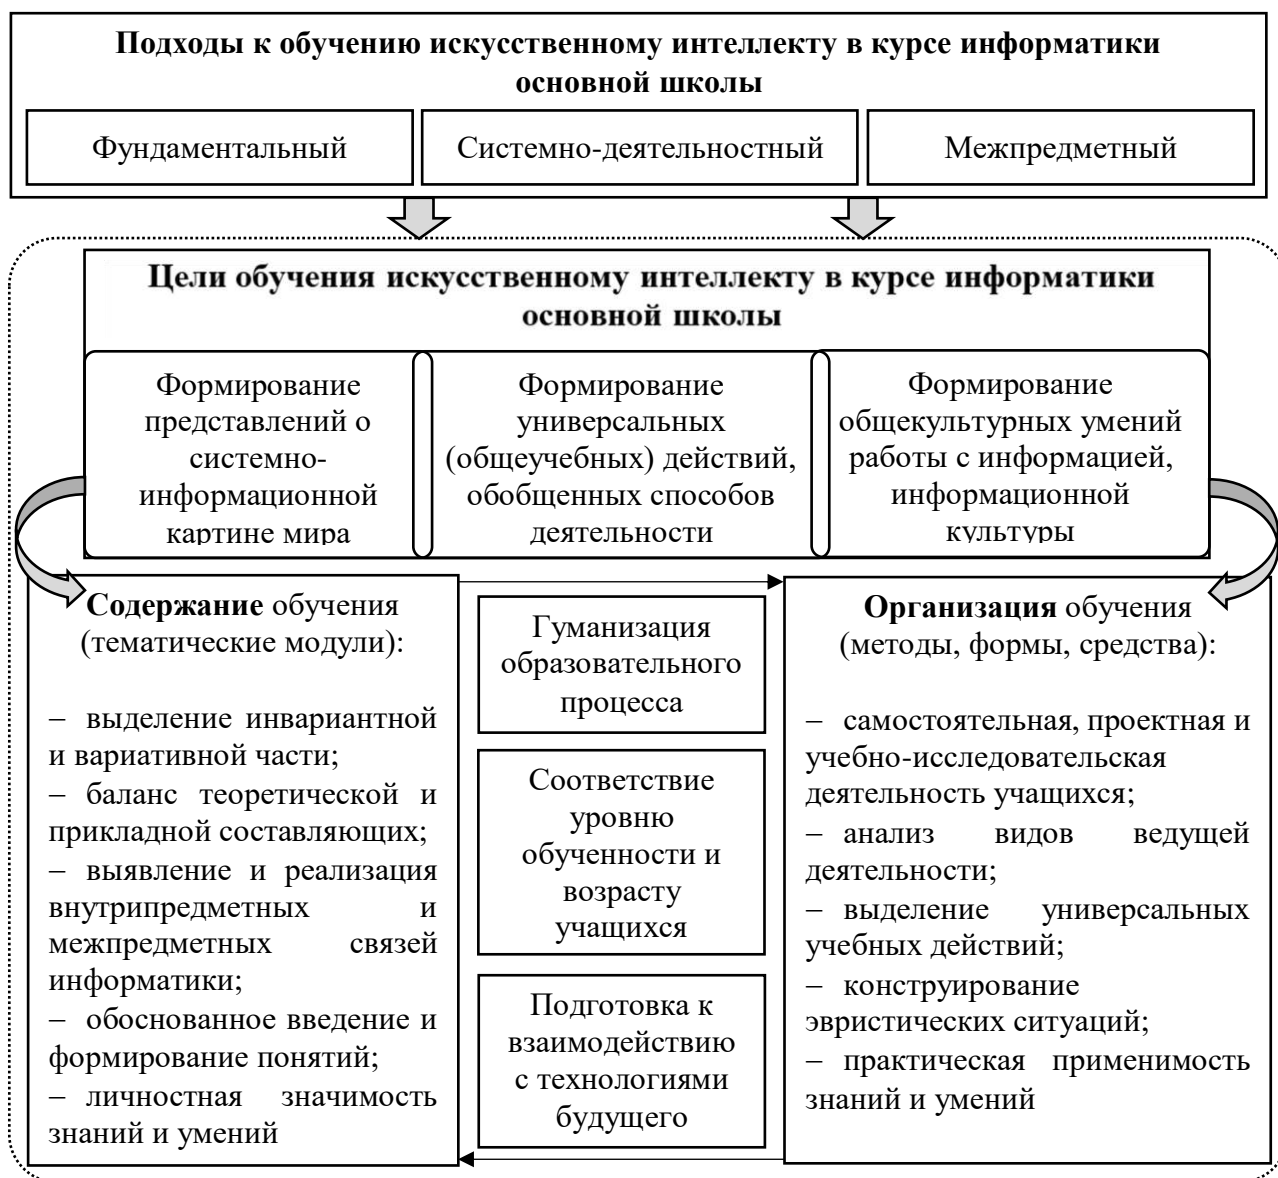 Подходы к обучению искусственному интеллекту в курсе информатики
основной школы
Фундаментальный
Системно-деятельностный
Межпредметный
Цели обучения искусственному интеллекту в курсе информатики
основной школы
Формирование
представлений о
системно-
информационной
картине мира
Формирование
универсальных
(общеучебных) действий,
обобщенных способов
деятельности
Формирование
общекультурных умений
работы с информацией,
информационной
культуры
Содержание обучения
(тематические модули):
– выделение инвариантной
и вариативной части;
– баланс теоретической и
прикладной составляющих;
– выявление и реализация
внутрипредметных и
межпредметных связей
информатики;
– обоснованное введение и
формирование понятий;
– личностная значимость
знаний и умений
Гуманизация
образовательного
процесса
Соответствие
уровню
обученности и
возрасту
учащихся
Подготовка к
взаимодействию
с технологиями
будущего
Организация обучения
(методы, формы, средства):
– самостоятельная, проектная и
учебно-исследовательская
деятельность учащихся;
– анализ видов ведущей
деятельности;
– выделение универсальных
учебных действий;
– конструирование
эвристических ситуаций;
– практическая применимость
знаний и умений